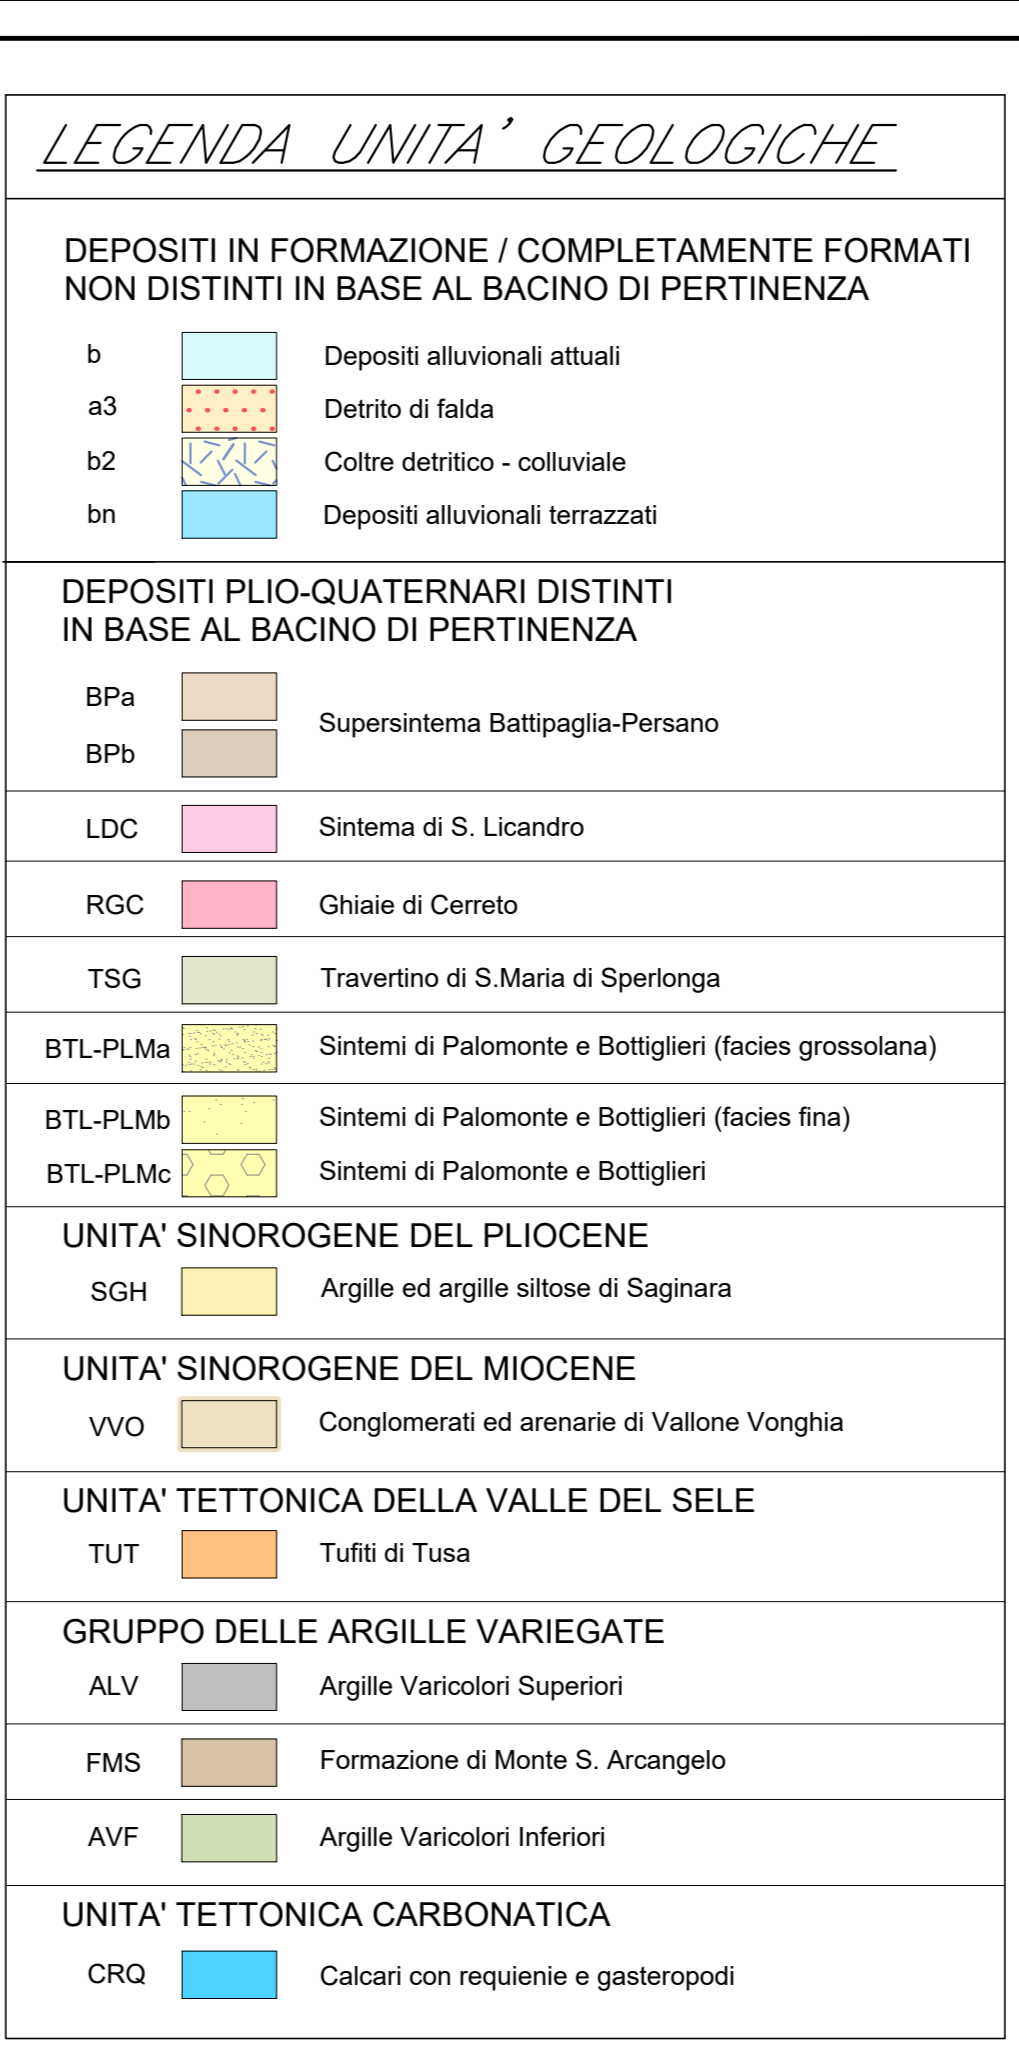 LEGENDA UNITA' GEOLOGICHE
DEPOSITI IN FORMAZIONE / COMPLETAMENTE FORMATI
NON DISTINTI IN BASE AL BACINO DI PERTINENZA
b Depositi alluvionali attuali
a3 Detrito di falda
b2 Coltre detritico - colluviale
bn Depositi alluvionali terrazzati
DEPOSITI PLIO-QUATERNARI DISTINTI
IN BASE AL BACINO DI PERTINENZA
BPa
Supersintema Battipaglia-Persano
BPb
LDC Sintema di S. Licandro
RGC Ghiaie di Cerreto
TSG Travertino di S.Maria di Sperlonga
BTL-PLMa Sintemi di Palomonte e Bottiglieri (facies grossolana)
BTL-PLMb Sintemi di Palomonte e Bottiglieri (facies fina)
BTL-PLMc Sintemi di Palomonte e Bottiglieri
UNITA' SINOROGENE DEL PLIOCENE
SGH Argille ed argille siltose di Saginara
UNITA' SINOROGENE DEL MIOCENE
VVO Conglomerati ed arenarie di Vallone Vonghia
UNITA' TETTONICA DELLA VALLE DEL SELE
TUT Tufiti di Tusa
GRUPPO DELLE ARGILLE VARIEGATE
ALV Argille Varicolori Superiori
FMS Formazione di Monte S. Arcangelo
AVF Argille Varicolori Inferiori
UNITA' TETTONICA CARBONATICA
CRQ Calcari con requienie e gasteropodi